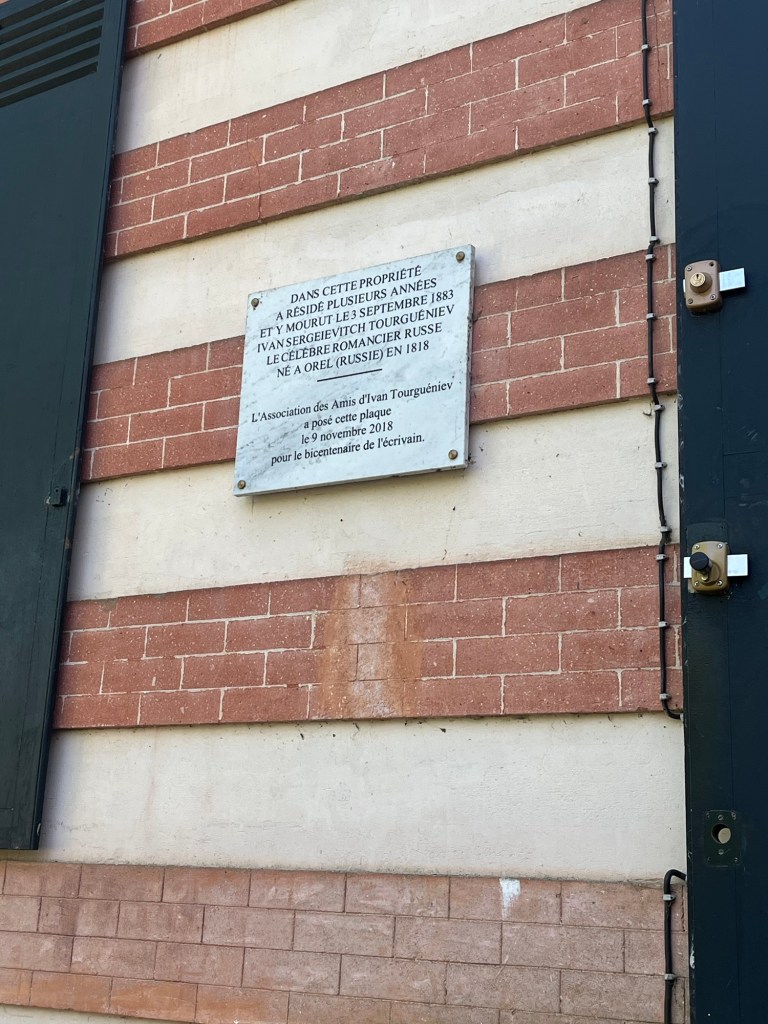 DANS CETTE PROPRIÉTÉ
A RÉSIDÉ PLUSIEURS ANNÉES
ET Y MOURUT LE 3 SEPTEMBRE 1883
IVAN SERGEIEVITCH TOURGUÉNIEV
LE CÉLÈBRE ROMANCIER RUSSE
NÉ A OREL (RUSSIE) EN 1818
L'Association des Amis d'Ivan Tourguéniev
a posé cette plaque
le 9 novembre 2018
pour le bicentenaire de l'écrivain.